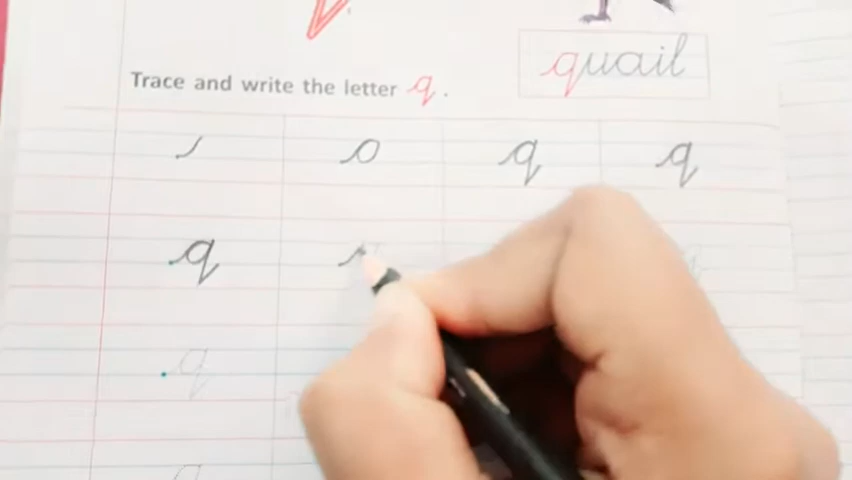 quail
Trace and write the letter q.
q q
q
q